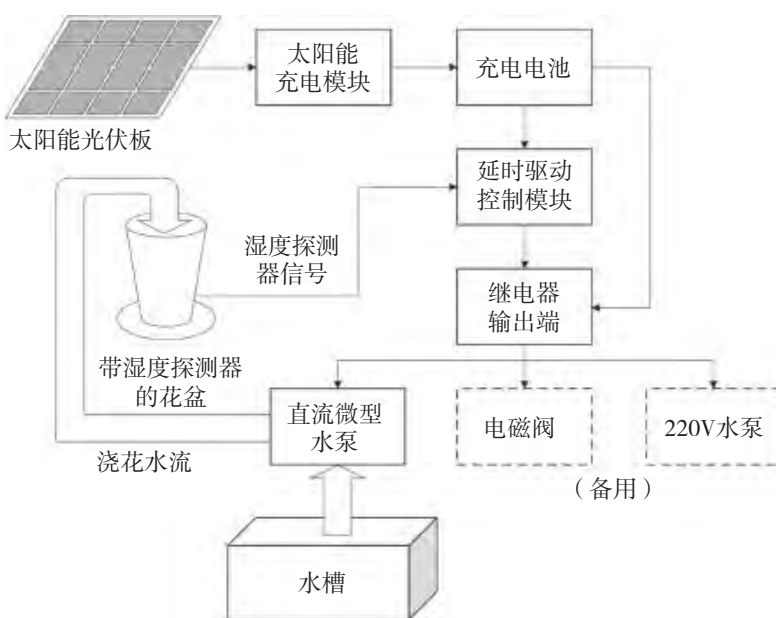 太阳能
充电模块
充电电池
太阳能光伏板
延时驱动
控制模块
湿度探测
器信号
继电器
输出端
带湿度探测器
的花盆
直流微型
水泵
电磁阀
220V水泵
浇花水流
（备用）
水槽